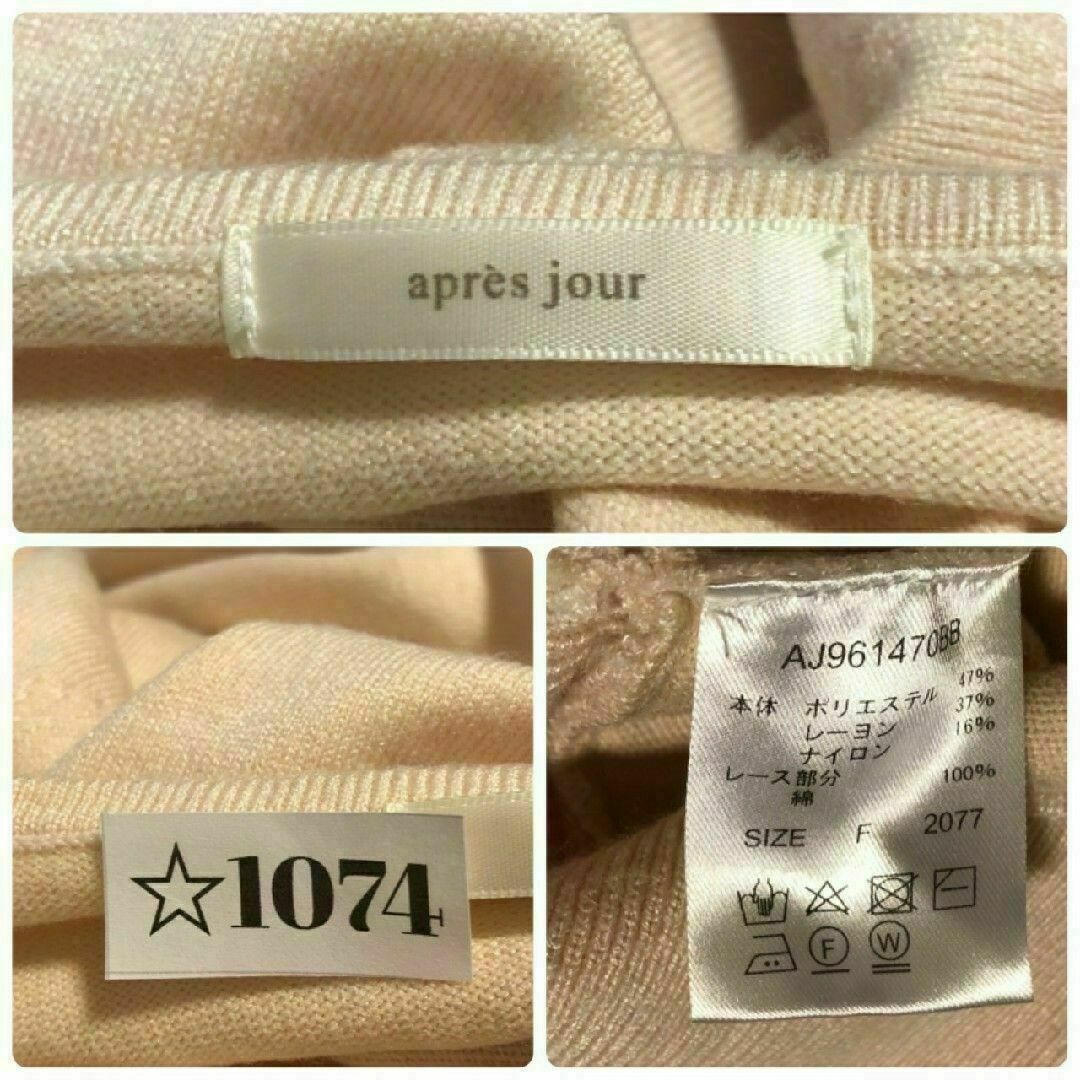 après jour
☆1074
AJ961470BB
本体 ポリエステル 47%
レーヨン 37%
ナイロン 16%
レース部分
綿 100%
SIZE F 2077
F W